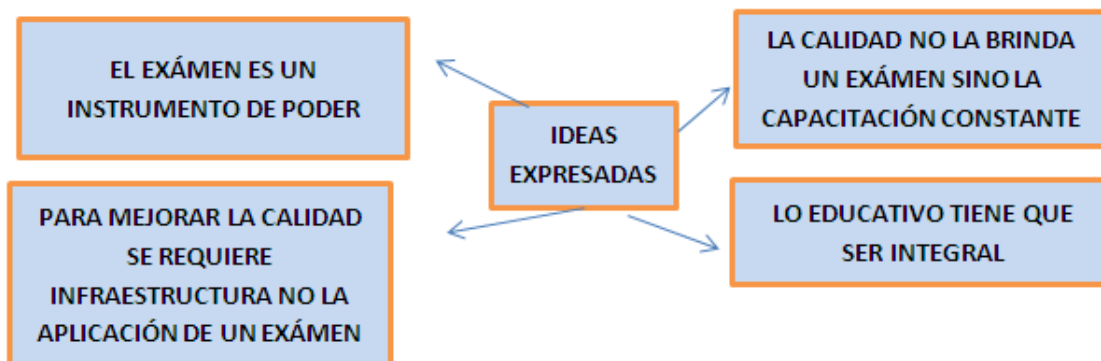 EL EXÁMEN ES UN
INSTRUMENTO DE PODER
LA CALIDAD NO LA BRINDA
UN EXÁMEN SINO LA
CAPACITACIÓN CONSTANTE
IDEAS
EXPRESADAS
PARA MEJORAR LA CALIDAD
SE REQUIERE
INFRAESTRUCTURA NO LA
APLICACIÓN DE UN EXÁMEN
LO EDUCATIVO TIENE QUE
SER INTEGRAL